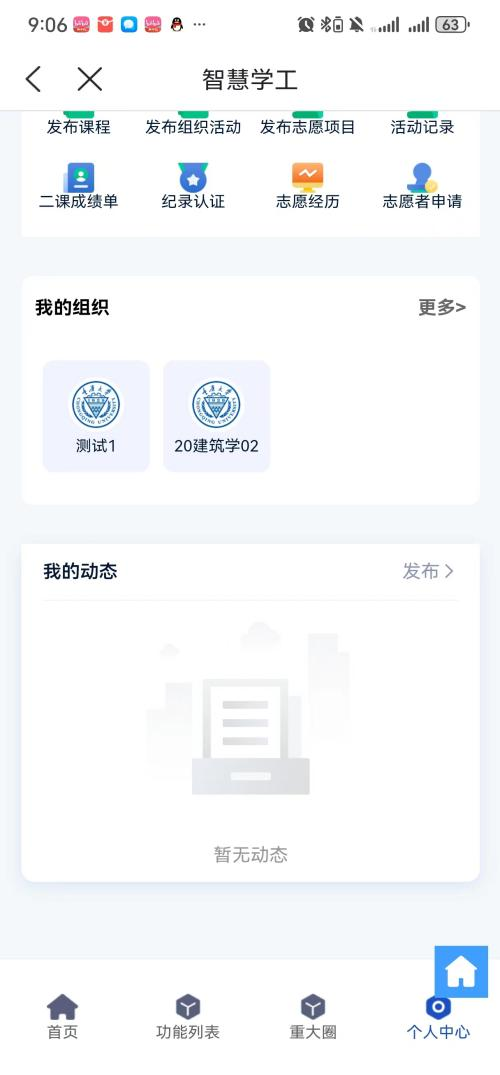 9:06
63
智慧学工
发布课程 发布组织活动 发布志愿项目 活动记录
二课成绩单 纪录认证 志愿经历 志愿者申请
我的组织 更多>
测试1 20建筑学02
我的动态 发布
暂无动态
首页 功能列表 重大圈 个人中心